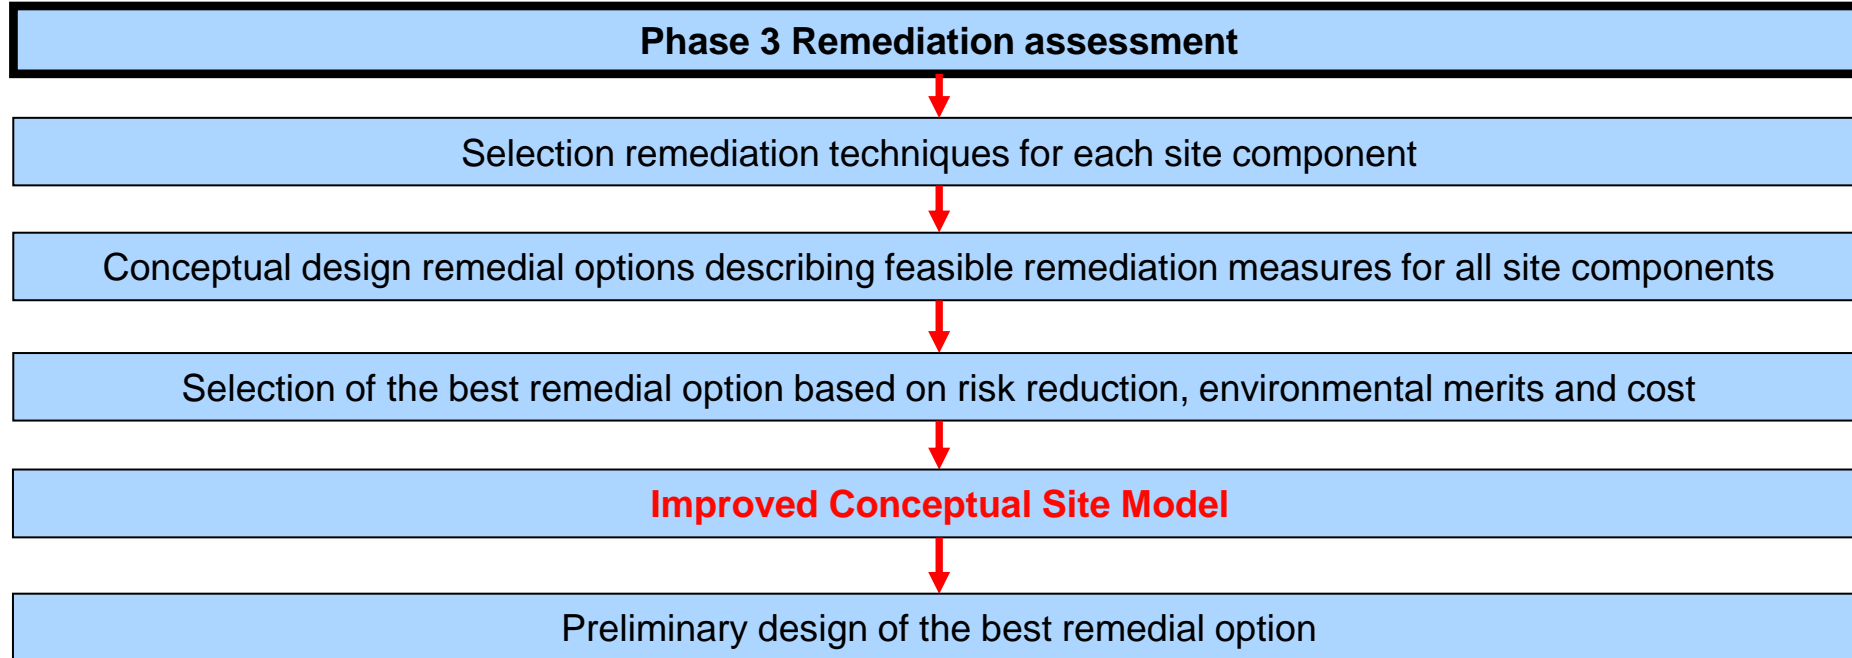 Phase 3 Remediation assessment
Selection remediation techniques for each site component
Conceptual design remedial options describing feasible remediation measures for all site components
Selection of the best remedial option based on risk reduction, environmental merits and cost
Improved Conceptual Site Model
Preliminary design of the best remedial option